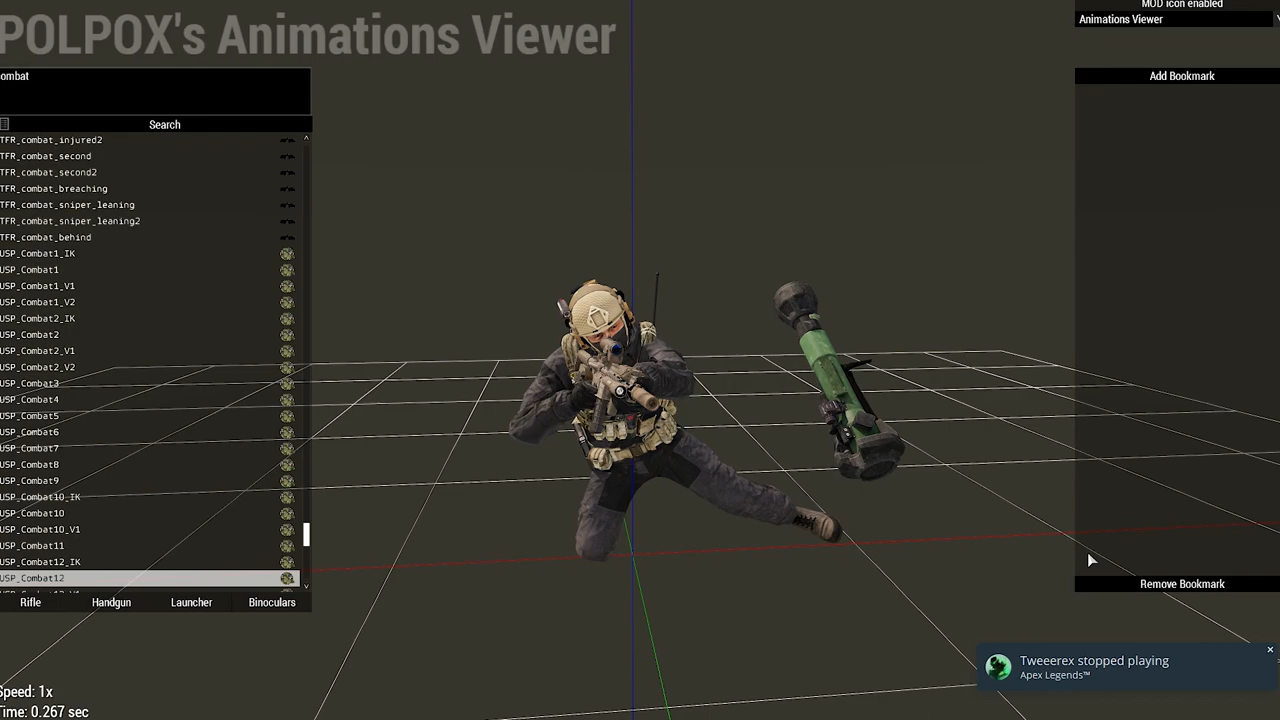 POLPOX's Animations Viewer
MOD icon enabled
Animations Viewer
ombat
Add Bookmark
Search
TFR_combat_injured2
TFR_combat_second
TFR_combat_second2
TFR_combat_breaching
TFR_combat_sniper_leaning
TFR_combat_sniper_leaning2
TFR_combat_behind
USP_Combat1_IK
USP_Combat1
USP_Combat1_V1
USP_Combat1_V2
USP_Combat2_IK
USP_Combat2
USP_Combat2_V1
USP_Combat2_V2
USP_Combat3
USP_Combat4
USP_Combat5
USP_Combat6
USP_Combat7
USP_Combat8
USP_Combat9
USP_Combat10_IK
USP_Combat10
USP_Combat10_V1
USP_Combat11
USP_Combat12_IK
USP_Combat12
Remove Bookmark
Rifle Handgun Launcher Binoculars
Tweeerex stopped playing
Apex Legends™
Speed: 1x
Time: 0.267 sec